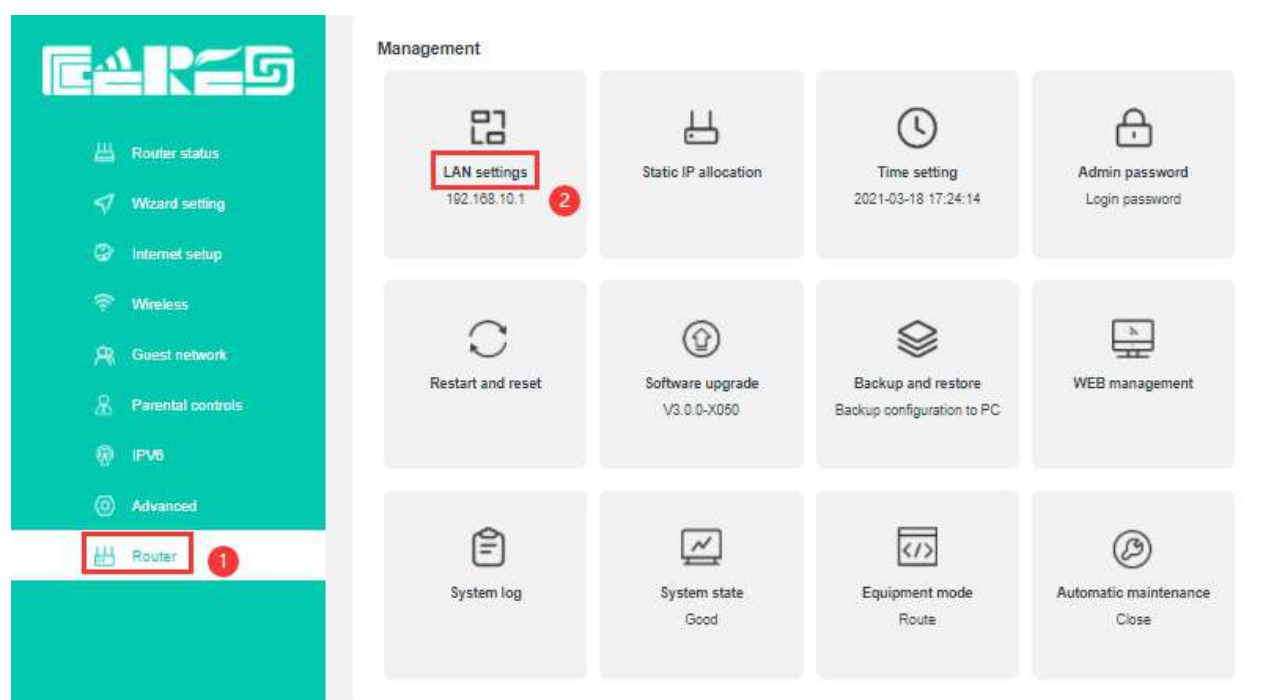 Management
Router status
Wizard setting
Internet setup
Wireless
Guest network
Parental controls
IPV6
Advanced
Router
1
LAN settings
192.168.10.1
2
Static IP allocation
Time setting
2021-03-18 17:24:14
Admin password
Login password
Restart and reset
Software upgrade
V3.0.0-X050
Backup and restore
Backup configuration to PC
WEB management
System log
System state
Good
Equipment mode
Route
Automatic maintenance
Close